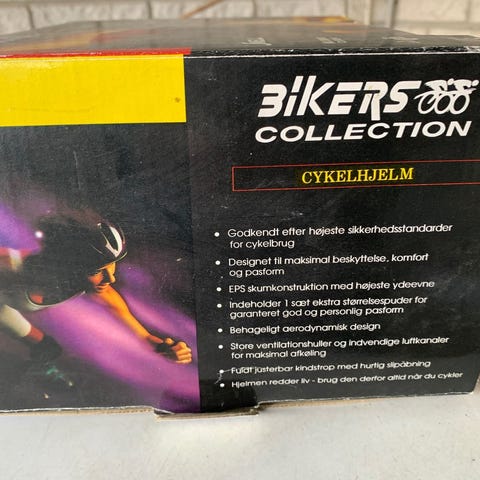 BIKERS
COLLECTION
CYKELHJELM
• Godkendt efter højeste sikkerhedsstandarder
for cykelbrug
• Designet til maksimal beskyttelse, komfort
og pasform
• EPS skumkonstruktion med højeste ydeevne
• Indeholder 1 sæt ekstra størrelsespuder for
garanteret god og personlig pasform
• Behageligt aerodynamisk design
• Store ventilationshuller og indvendige luftkanaler
for maksimal afkøling
• Fuldt justerbar kindstrop med hurtig slipåbning
• Hjelmen redder liv - brug den derfor altid når du cykler